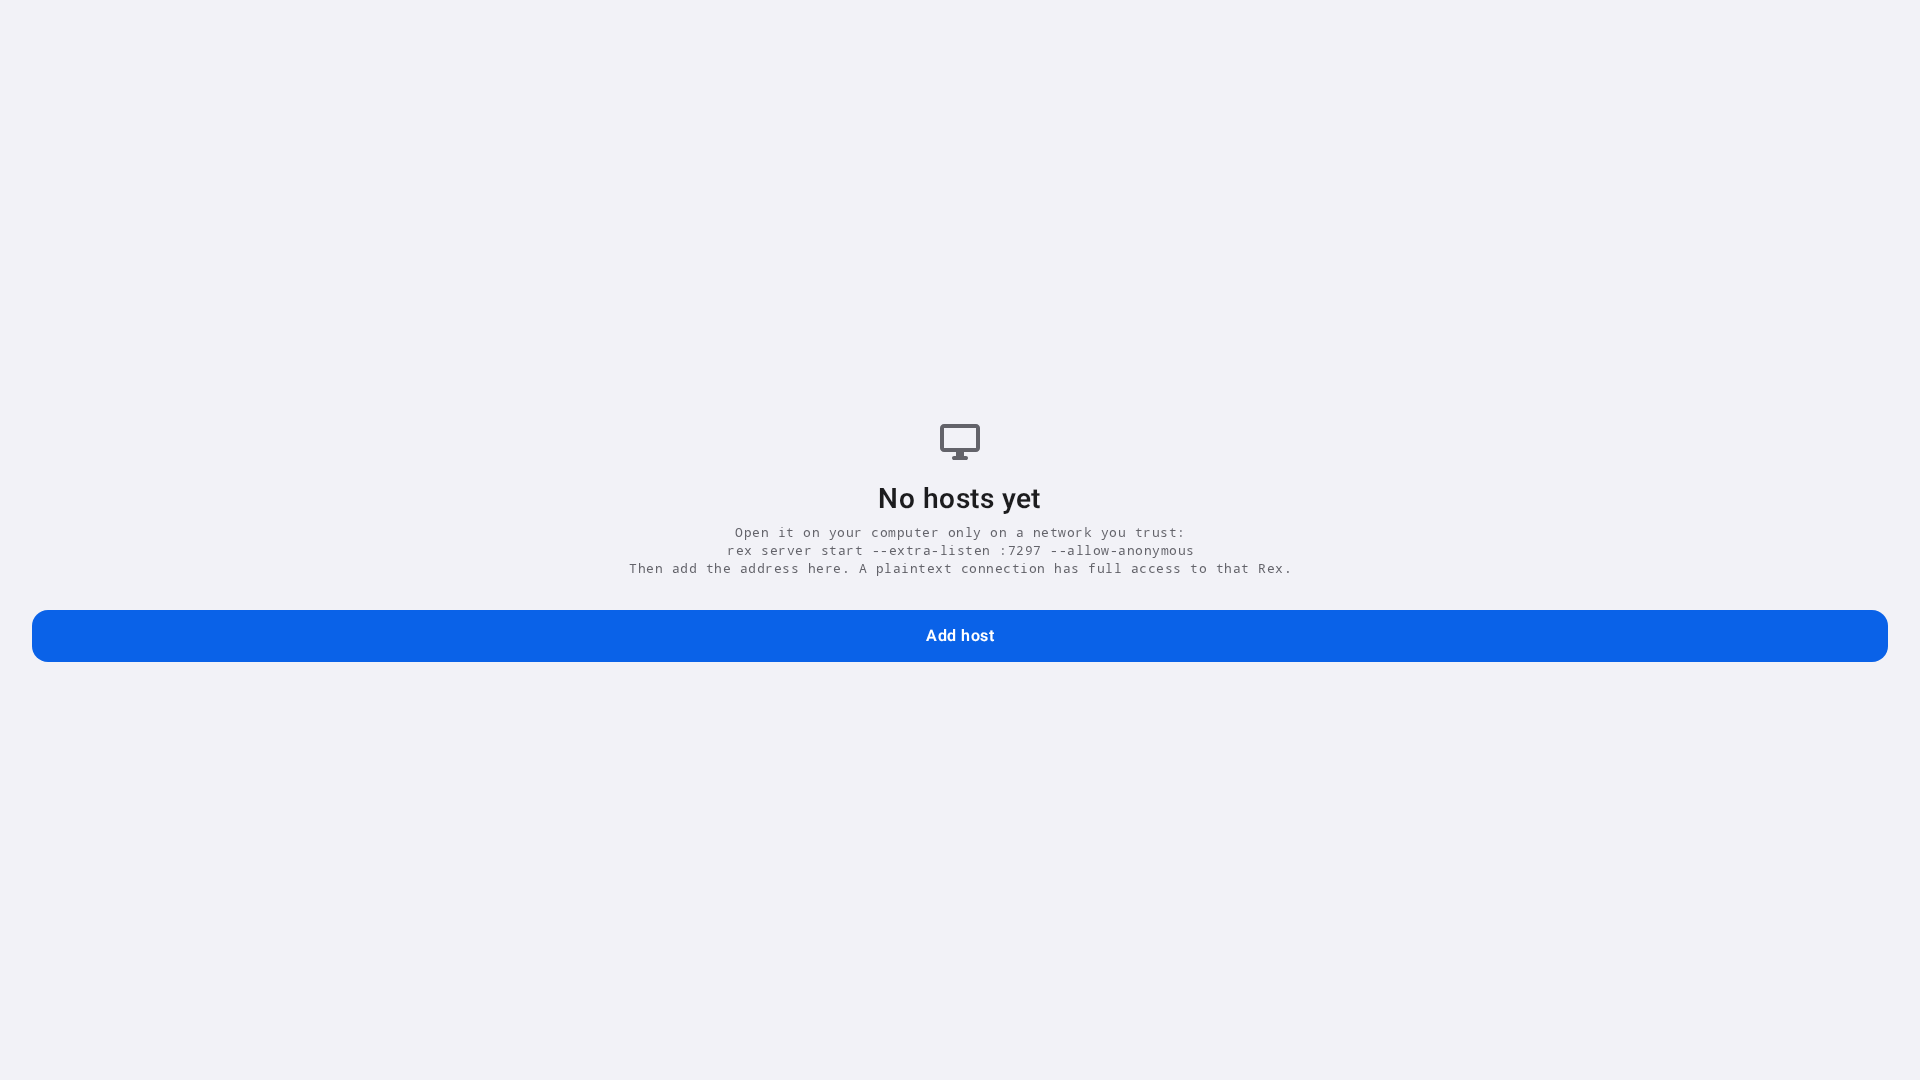 No hosts yet
Open it on your computer only on a network you trust:
rex server start --extra-listen :7297 --allow-anonymous
Then add the address here. A plaintext connection has full access to that Rex.
Add host